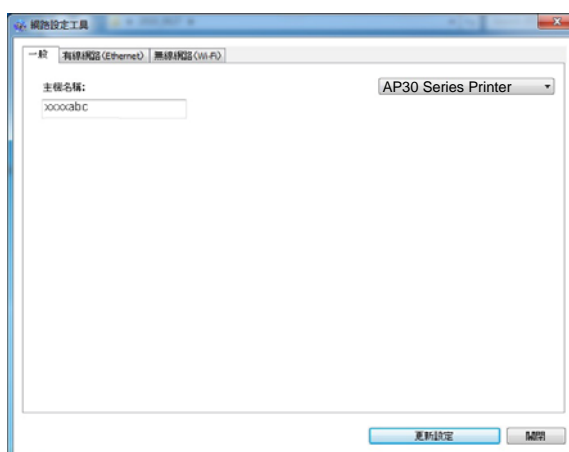 網路設定工具
一般 有線網路(Ethernet) 無線網路(Wi-Fi)
主機名稱: AP30 Series Printer
xxxxabc
更新設定 關閉